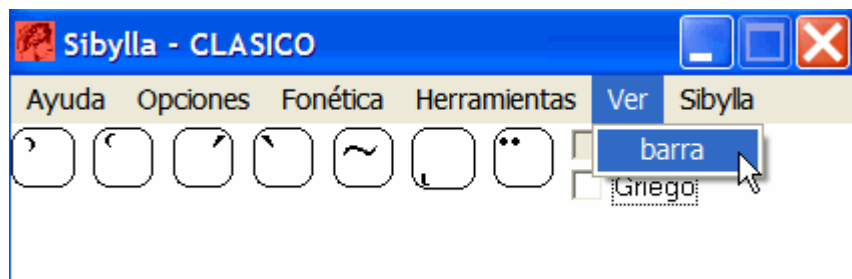 Sibylla - CLASICO
Ayuda Opciones Fonética Herramientas Ver Sibylla
barra
Griego